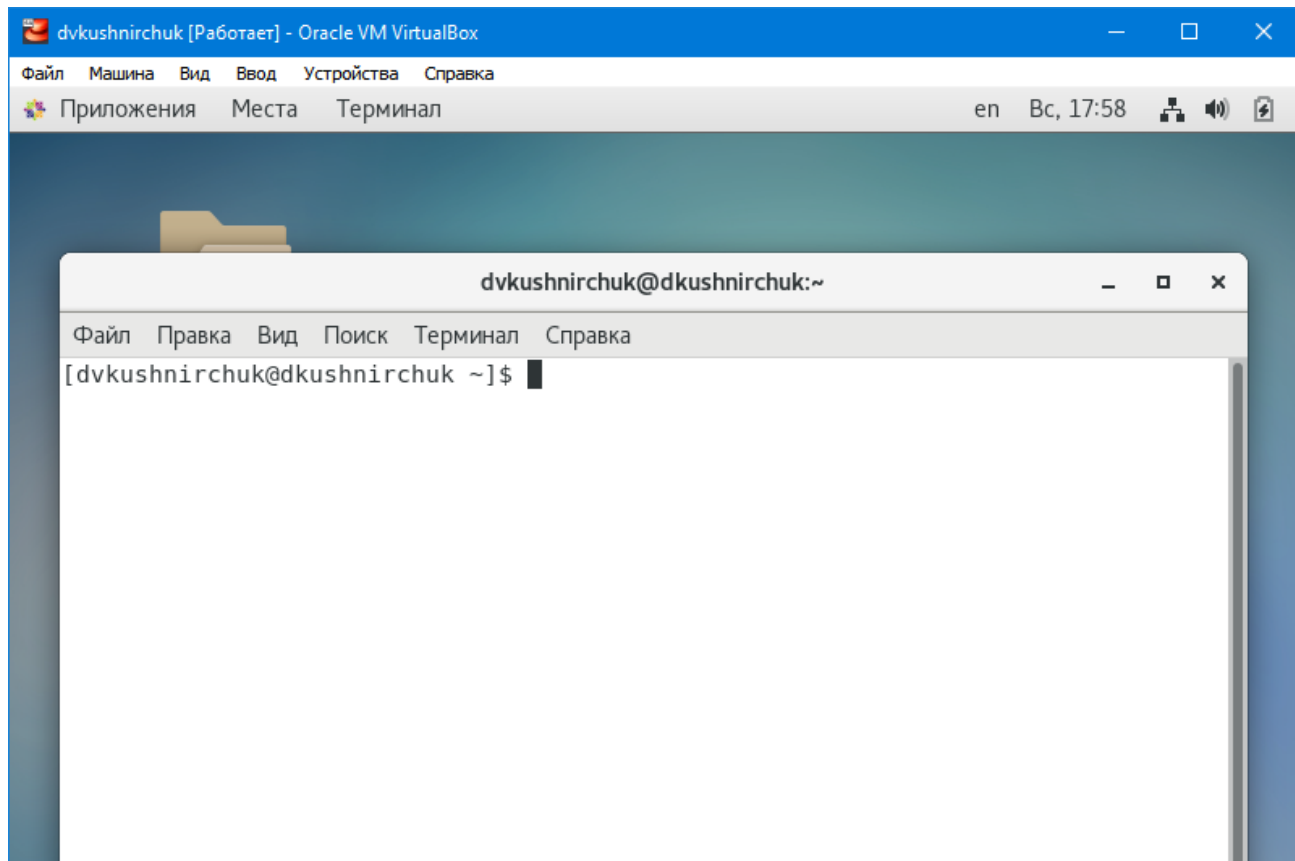 dvkushnirchuk [Работает] - Oracle VM VirtualBox
Файл Машина Вид Ввод Устройства Справка
Приложения Места Терминал en Вс, 17:58
dvkushnirchuk@dkushnirchuk:~
Файл Правка Вид Поиск Терминал Справка
[dvkushnirchuk@dkushnirchuk ~]$